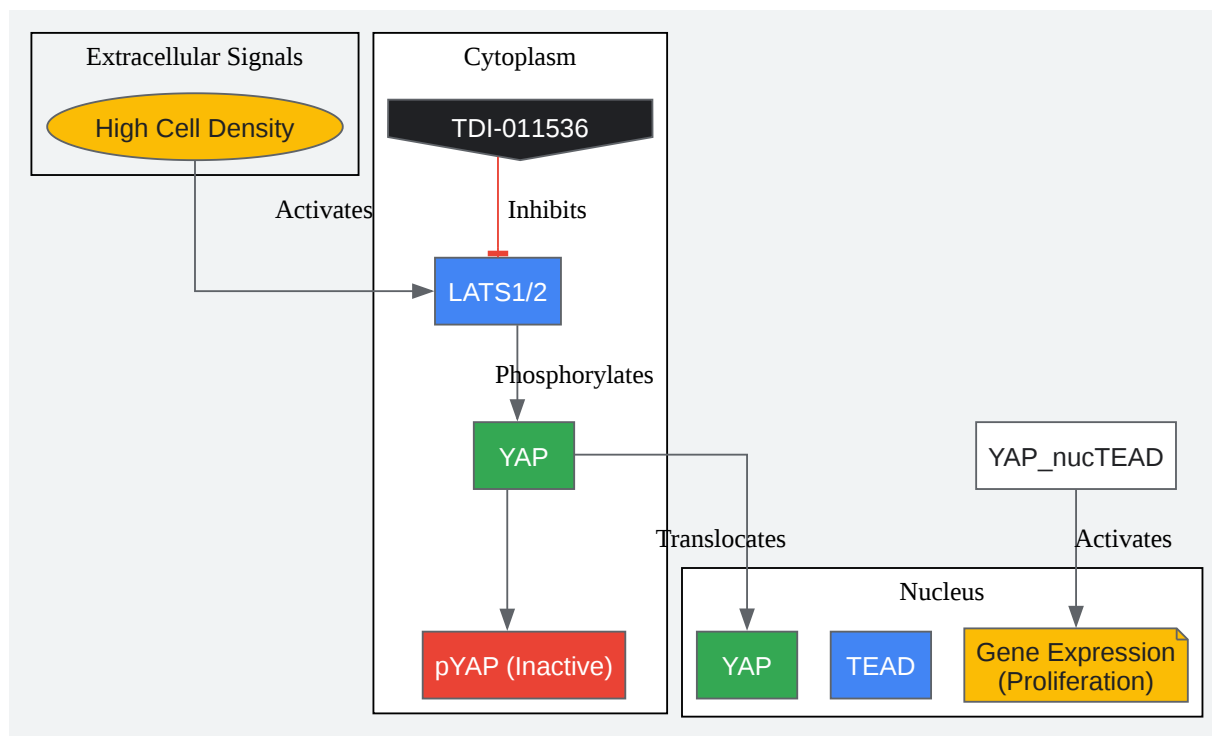 Extracellular Signals
Cytoplasm
High Cell Density
TDI-011536
Activates
Inhibits
LATS1/2
Phosphorylates
YAP
YAP_nucTEAD
Translocates
Activates
Nucleus
pYAP (Inactive)
YAP
TEAD
Gene Expression
(Proliferation)